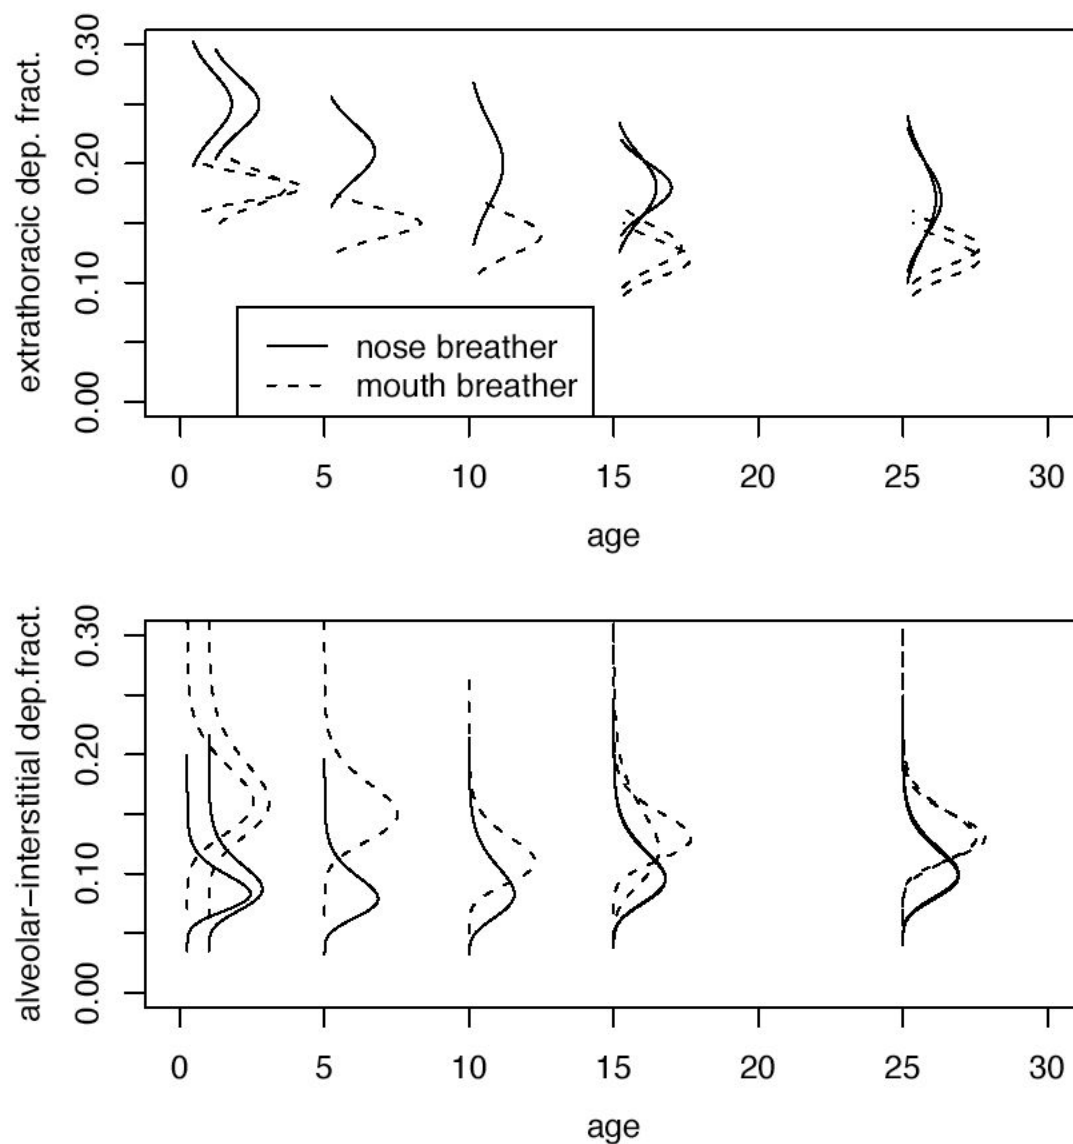 extrathoracic dep. fract.
0.30
0.20
0.10
0.00
nose breather
mouth breather
0 5 10 15 20 25 30
age
alveolar–interstitial dep.fract.
0.30
0.20
0.10
0.00
0 5 10 15 20 25 30
age